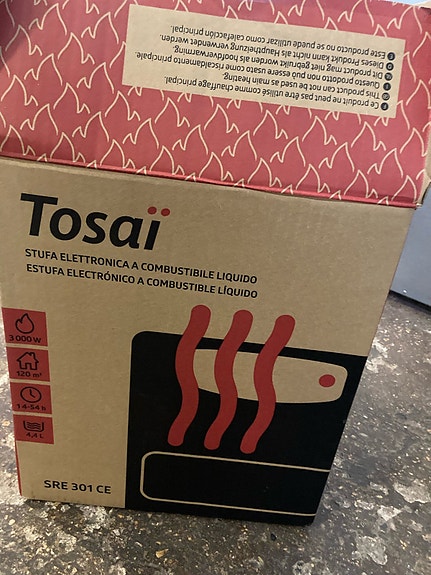 F Ce produit ne peut pas être utilisé comme chauffage principal.
GB This product can not be used as main heating.
I Questo prodotto non può essere usato come riscaldamento principale.
NL Dit product mag niet gebruikt worden als hoofdverwarming.
D Dieses Produkt kann nicht als Hauptheizung verwendet werden.
E Este producto no se puede utilizar como calefacción principal.
Tosaï
STUFA ELETTRONICA A COMBUSTIBILE LIQUIDO
ESTUFA ELECTRÓNICO A COMBUSTIBLE LÍQUIDO
3 000 W
120 m³
14-54 h
4,4 L
SRE 301 CE